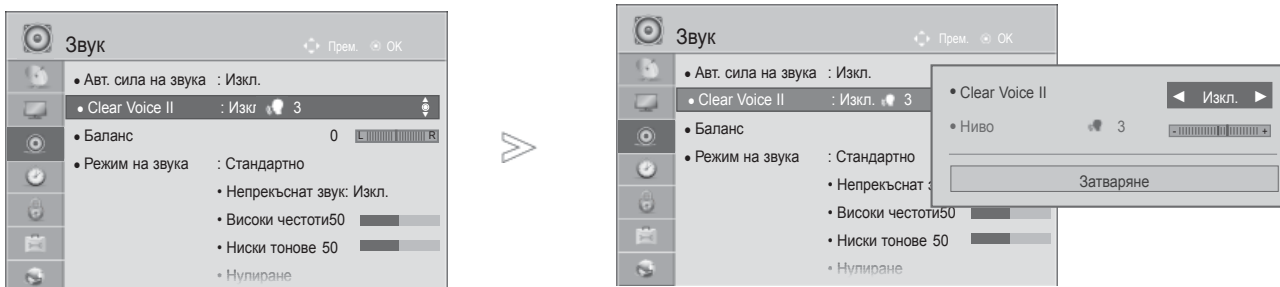 Звук
Прем. OK
• Авт. сила на звука : Изкл.
• Clear Voice II : Изкл 3
• Баланс 0 L R
• Режим на звука : Стандартно
• Непрекъснат звук: Изкл.
• Високи честоти50
• Ниски тонове 50
• Нулиране
Звук
Прем. OK
• Авт. сила на звука : Изкл.
• Clear Voice II : Изкл. 3
• Баланс
• Режим на звука : Стандартно
• Непрекъснат
• Високи честоти50
• Ниски тонове 50
• Нулиране
• Clear Voice II ◄ Изкл. ►
• Ниво 3 - +
Затваряне